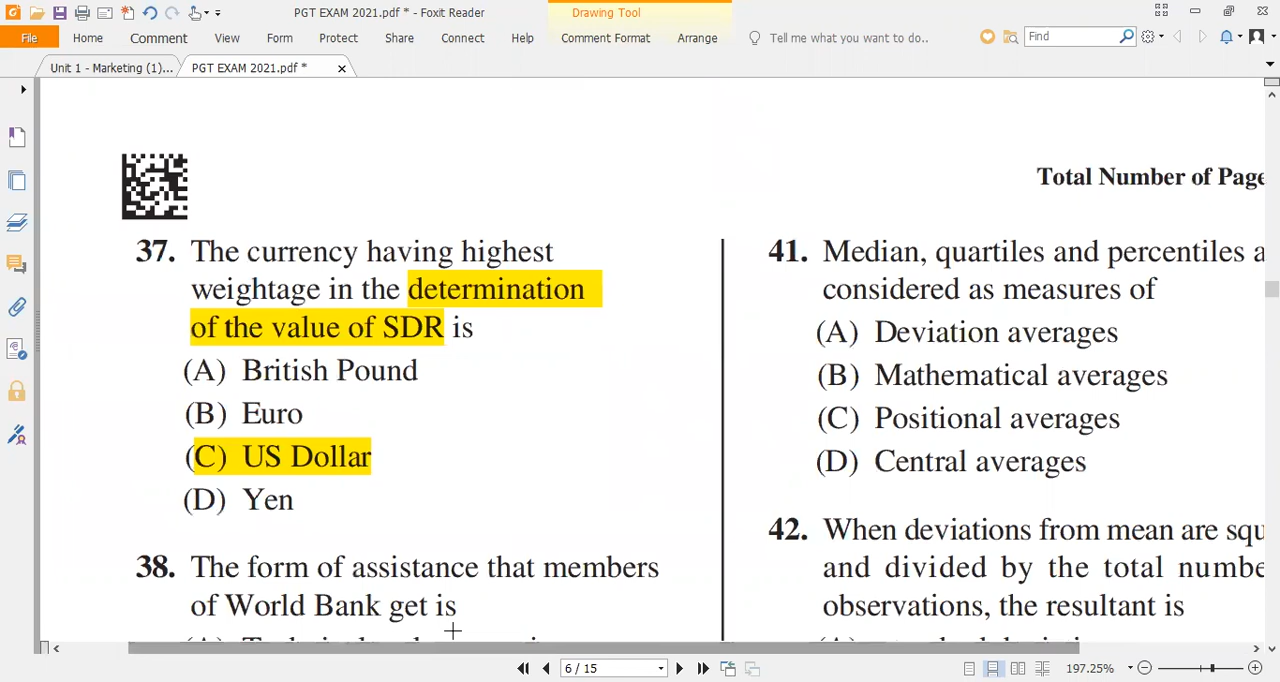 PGT EXAM 2021.pdf * - Foxit Reader
Drawing Tool
File Home Comment View Form Protect Share Connect Help Comment Format Arrange Tell me what you want to do.. Find
Unit 1 - Marketing (1)... PGT EXAM 2021.pdf *
Total Number of Page
37. The currency having highest
weightage in the determination
of the value of SDR is
(A) British Pound
(B) Euro
(C) US Dollar
(D) Yen
38. The form of assistance that members
of World Bank get is
41. Median, quartiles and percentiles a
considered as measures of
(A) Deviation averages
(B) Mathematical averages
(C) Positional averages
(D) Central averages
42. When deviations from mean are squ
and divided by the total numbe
observations, the resultant is
6 / 15
197.25%